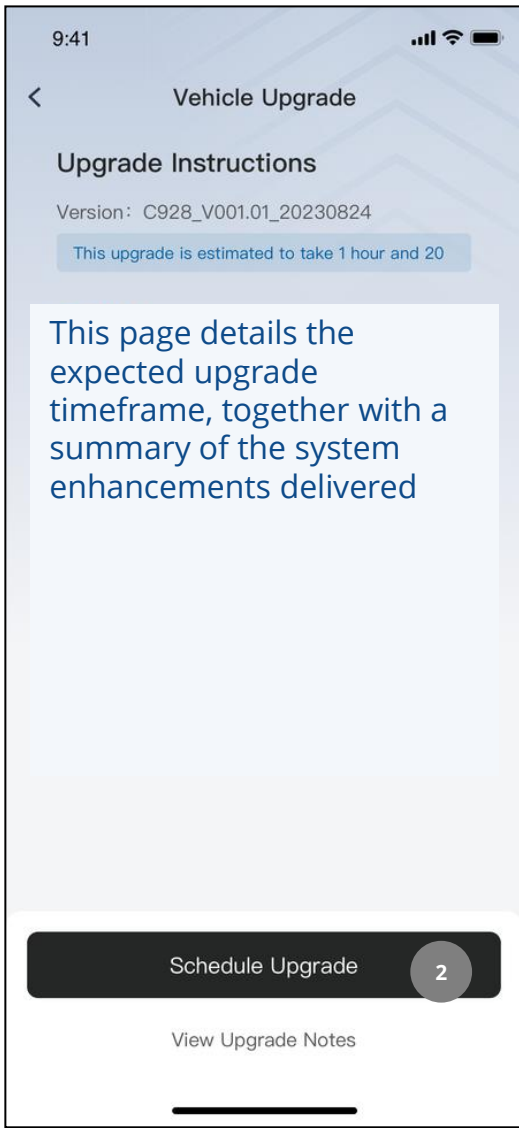 9:41
Vehicle Upgrade
Upgrade Instructions
Version: C928_V001.01_20230824
This upgrade is estimated to take 1 hour and 20
This page details the
expected upgrade
timeframe, together with a
summary of the system
enhancements delivered
Schedule Upgrade
2
View Upgrade Notes